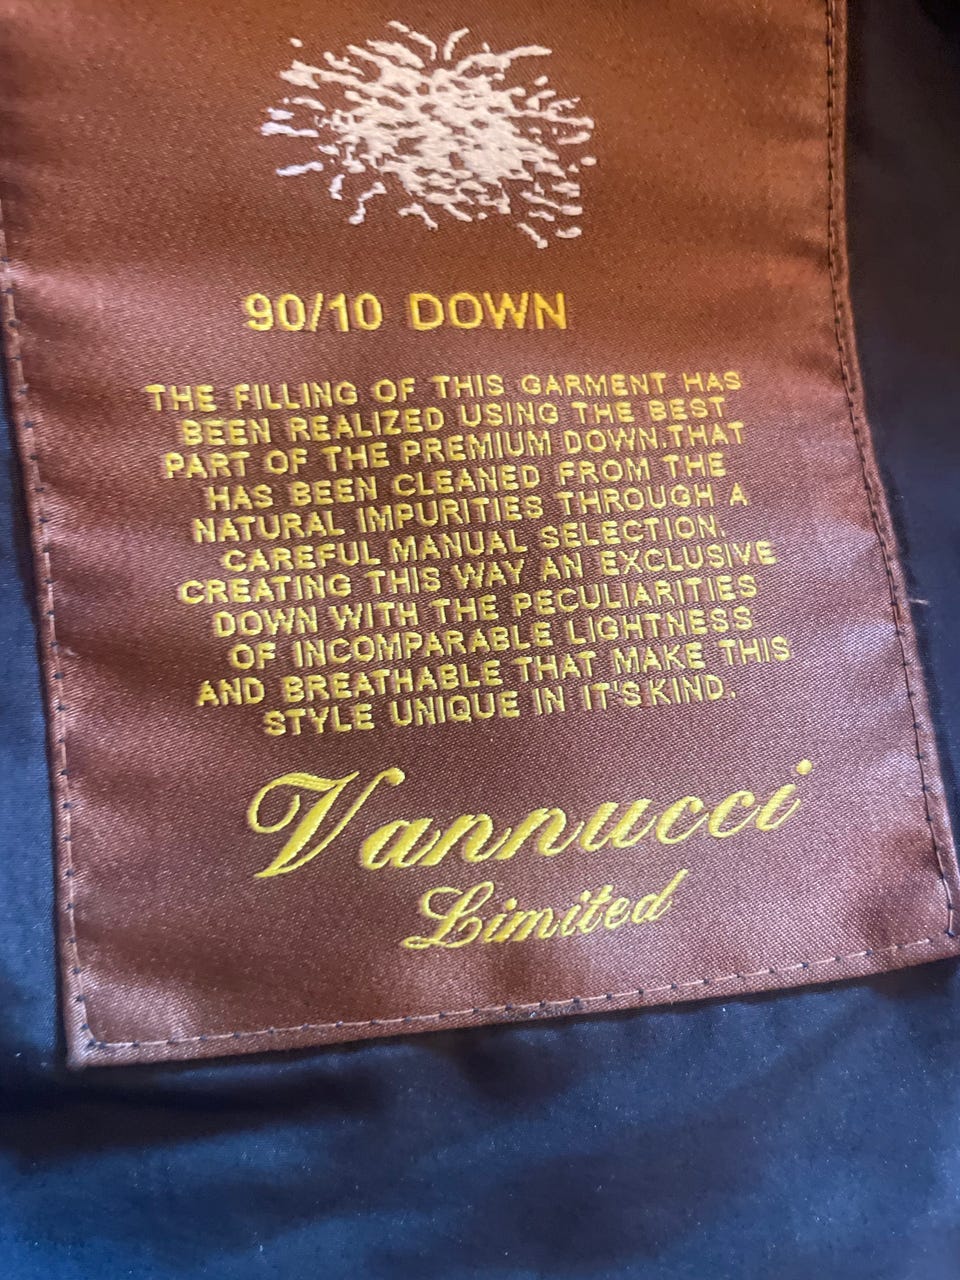 90/10 DOWN
THE FILLING OF THIS GARMENT HAS
BEEN REALIZED USING THE BEST
PART OF THE PREMIUM DOWN.THAT
HAS BEEN CLEANED FROM THE
NATURAL IMPURITIES THROUGH A
CAREFUL MANUAL SELECTION.
CREATING THIS WAY AN EXCLUSIVE
DOWN WITH THE PECULIARITIES
OF INCOMPARABLE LIGHTNESS
AND BREATHABLE THAT MAKE THIS
STYLE UNIQUE IN IT'S KIND.
Vannucci
Limited